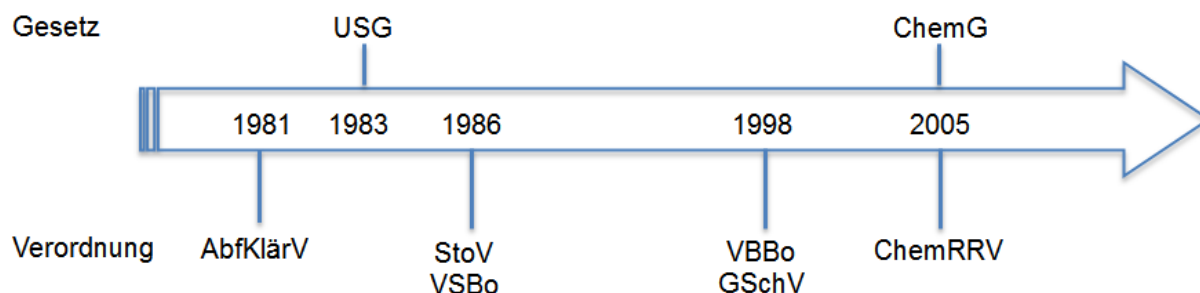 Gesetz USG ChemG
1981 1983 1986 1998 2005
Verordnung AbfKlärV StoV VBBo ChemRRV
VSBo GSchV